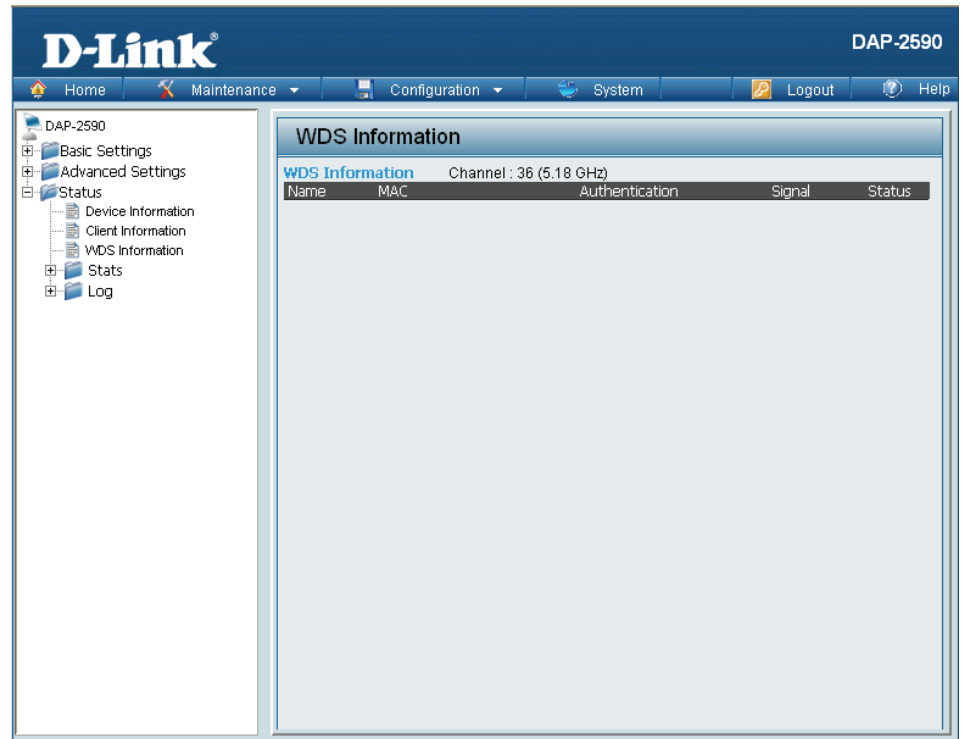 D-Link®
DAP-2590
Home Maintenance Configuration System Logout Help
DAP-2590
Basic Settings
Advanced Settings
Status
Device Information
Client Information
WDS Information
Stats
Log
WDS Information
WDS Information Channel : 36 (5.18 GHz)
Name MAC Authentication Signal Status